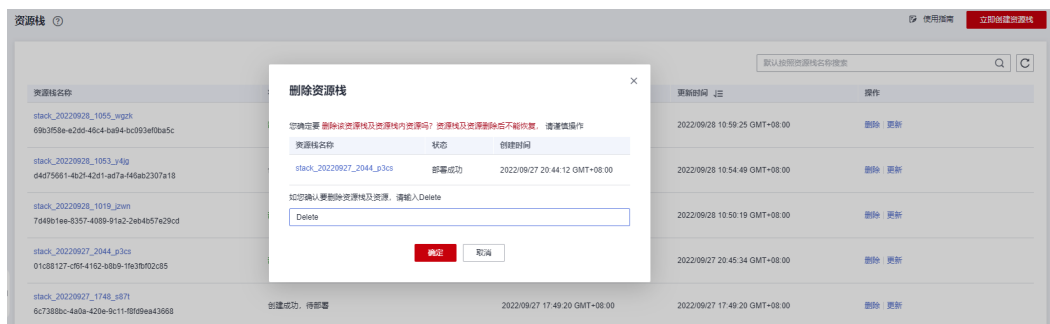 资源栈
使用指南
立即创建资源栈
默认按照资源栈名称搜索
资源栈名称
更新时间
操作
stack_20220928_1055_wgzk
69b3f58e-e2dd-46c4-ba94-bc093ef0ba5c
2022/09/28 10:59:25 GMT+08:00
删除 更新
stack_20220928_1053_y4jg
d4d75661-4b2f-42d1-ad7a-f46ab2307a18
2022/09/28 10:54:49 GMT+08:00
删除 更新
stack_20220928_1019_jzwn
7d49b1ee-8357-4089-91a2-2eb4b57e29cd
2022/09/28 10:50:19 GMT+08:00
删除 更新
stack_20220927_2044_p3cs
01c88127-cf6f-4162-b8b9-1fe3fbf02c85
2022/09/27 20:45:34 GMT+08:00
删除 更新
stack_20220927_1748_s87t
6c7388bc-4a0a-420e-9c11-f8fd9ea43668
创建成功，待部署
2022/09/27 17:49:20 GMT+08:00
2022/09/27 17:49:20 GMT+08:00
删除 更新
删除资源栈
您确定要 删除该资源栈及资源栈内资源吗？资源栈及资源删除后不能恢复， 请谨慎操作
资源栈名称 状态 创建时间
stack_20220927_2044_p3cs 部署成功 2022/09/27 20:44:12 GMT+08:00
如您确认要删除资源栈及资源，请输入Delete
Delete
确定 取消